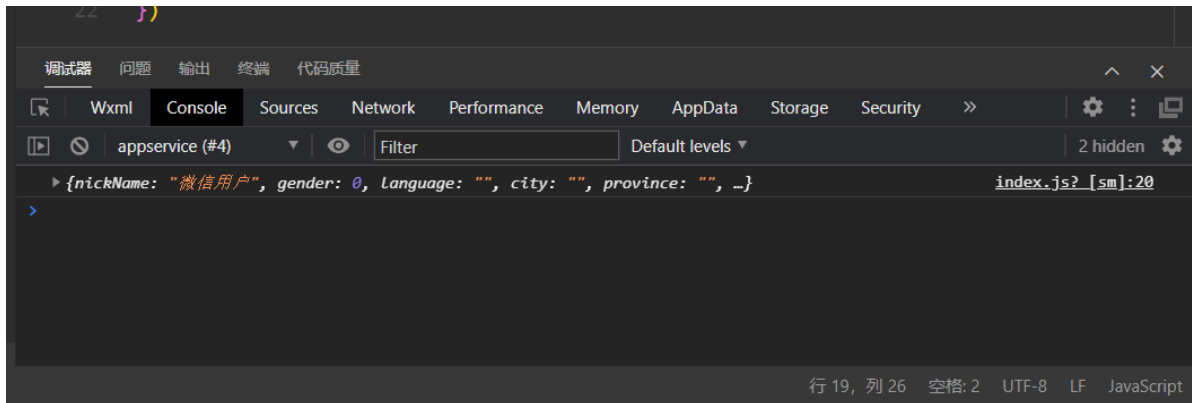 22 })
调试器 问题 输出 终端 代码质量
Wxml Console Sources Network Performance Memory AppData Storage Security »
appservice (#4) ▼ Filter Default levels ▼ 2 hidden
▶ {nickName: "微信用户", gender: 0, language: "", city: "", province: "", …} index.js? [sm]:20
>
行 19，列 26 空格: 2 UTF-8 LF JavaScript